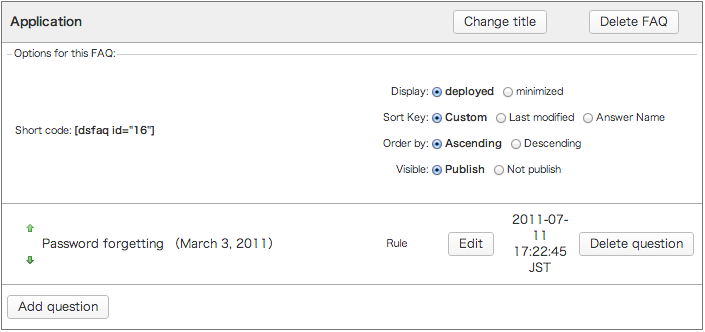 Application Change title Delete FAQ
Options for this FAQ:
Display: deployed minimized
Sort Key: Custom Last modified Answer Name
Short code: [dsfaq id="16"]
Order by: Ascending Descending
Visible: Publish Not publish
Password forgetting (March 3, 2011) Rule Edit
2011-07-
11
17:22:45
JST
Delete question
Add question